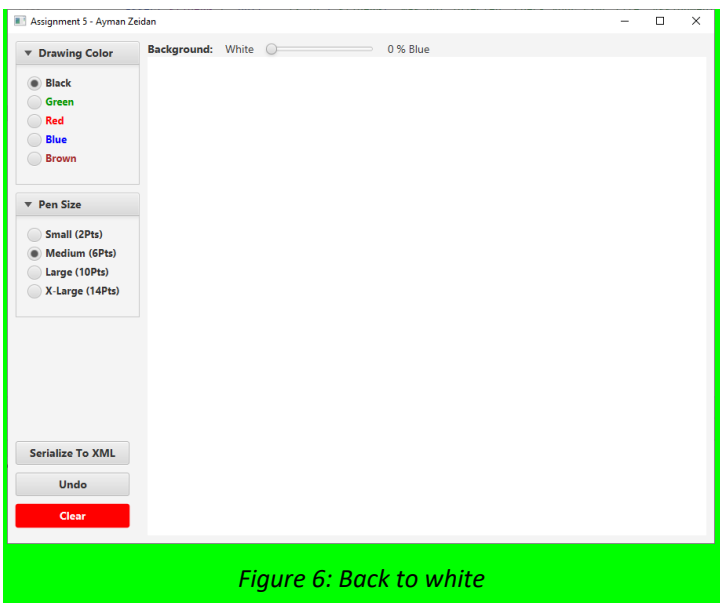 Assignment 5 - Ayman Zeidan
Drawing Color
Background: White 0 % Blue
Black
Green
Red
Blue
Brown
Pen Size
Small (2Pts)
Medium (6Pts)
Large (10Pts)
X-Large (14Pts)
Serialize To XML
Undo
Clear
Figure 6: Back to white